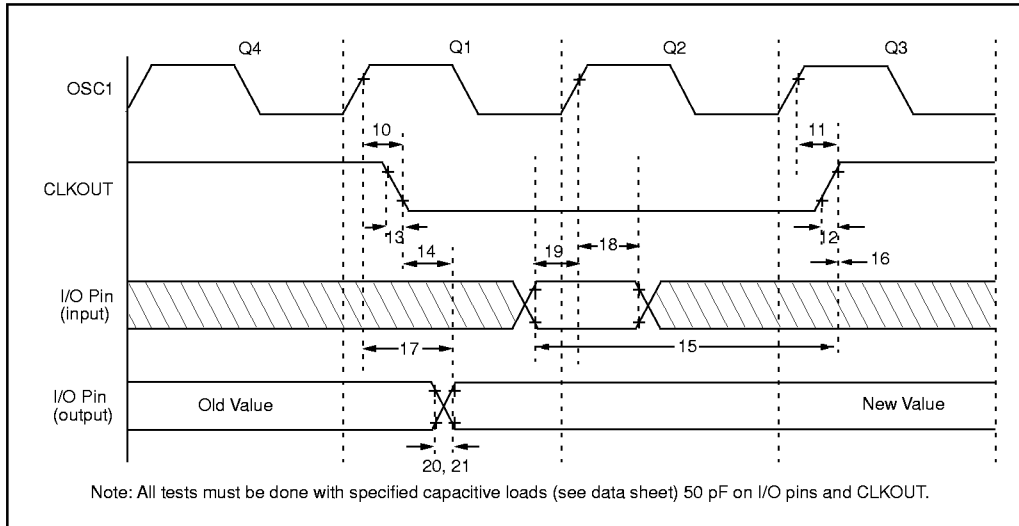 Q4 Q1 Q2 Q3
OSC1
10 11
CLKOUT
13 12
14 19 18 16
I/O Pin
(input)
17 15
I/O Pin
(output)
Old Value New Value
20, 21
Note: All tests must be done with specified capacitive loads (see data sheet) 50 pF on I/O pins and CLKOUT.